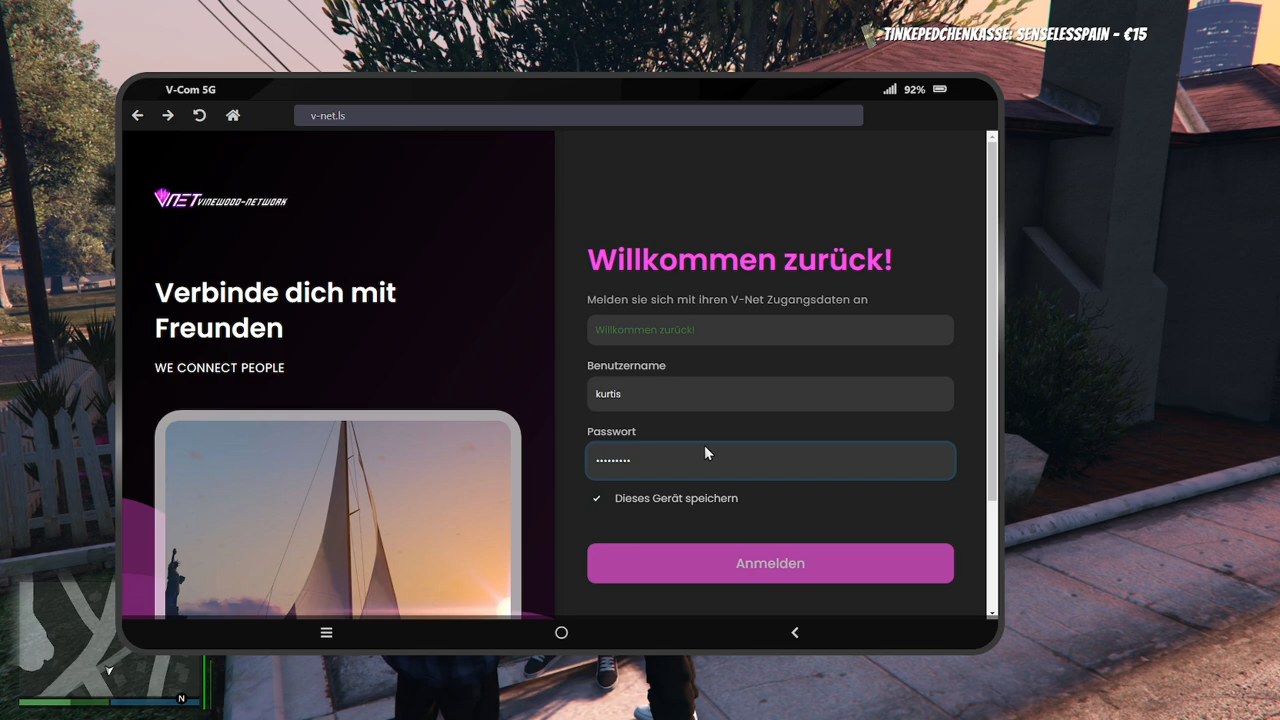 TINKEPEDCHENKASSE: SENSELESSPAIN - €15
V-Com 5G
92%
v-net.ls
VNET VINEWOOD-NETWORK
Verbinde dich mit
Freunden
WE CONNECT PEOPLE
Willkommen zurück!
Melden sie sich mit ihren V-Net Zugangsdaten an
Willkommen zurück!
Benutzername
kurtis
Passwort
•••••••••
Dieses Gerät speichern
Anmelden
N